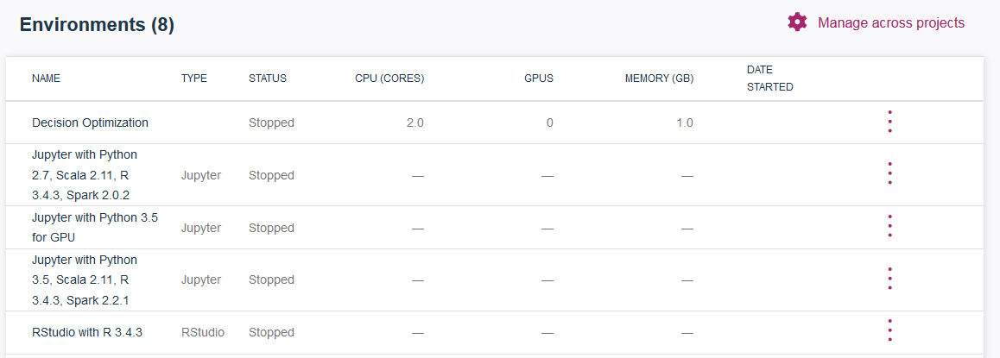 Environments (8)
Manage across projects
NAME TYPE STATUS CPU (CORES) GPUS MEMORY (GB) DATE
STARTED
Decision Optimization Stopped 2.0 0 1.0
Jupyter with Python
2.7, Scala 2.11, R Jupyter Stopped — — —
3.4.3, Spark 2.0.2
Jupyter with Python 3.5
for GPU Jupyter Stopped — — —
Jupyter with Python
3.5, Scala 2.11, R Jupyter Stopped — — —
3.4.3, Spark 2.2.1
RStudio with R 3.4.3 RStudio Stopped — — —